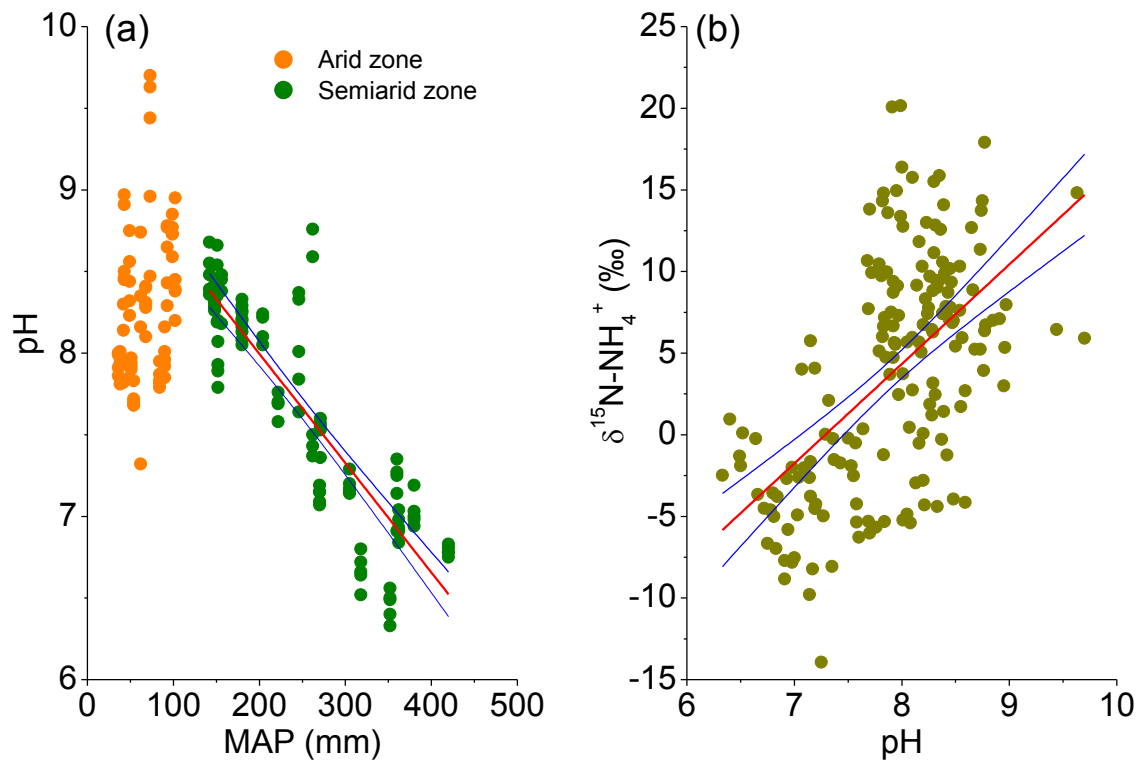 (a)
Arid zone
Semiarid zone
10
9
8
7
6
pH
0 100 200 300 400 500
MAP (mm)
(b)
25
20
15
10
5
0
-5
-10
-15
δ¹⁵N-NH₄⁺ (‰)
6 7 8 9 10
pH